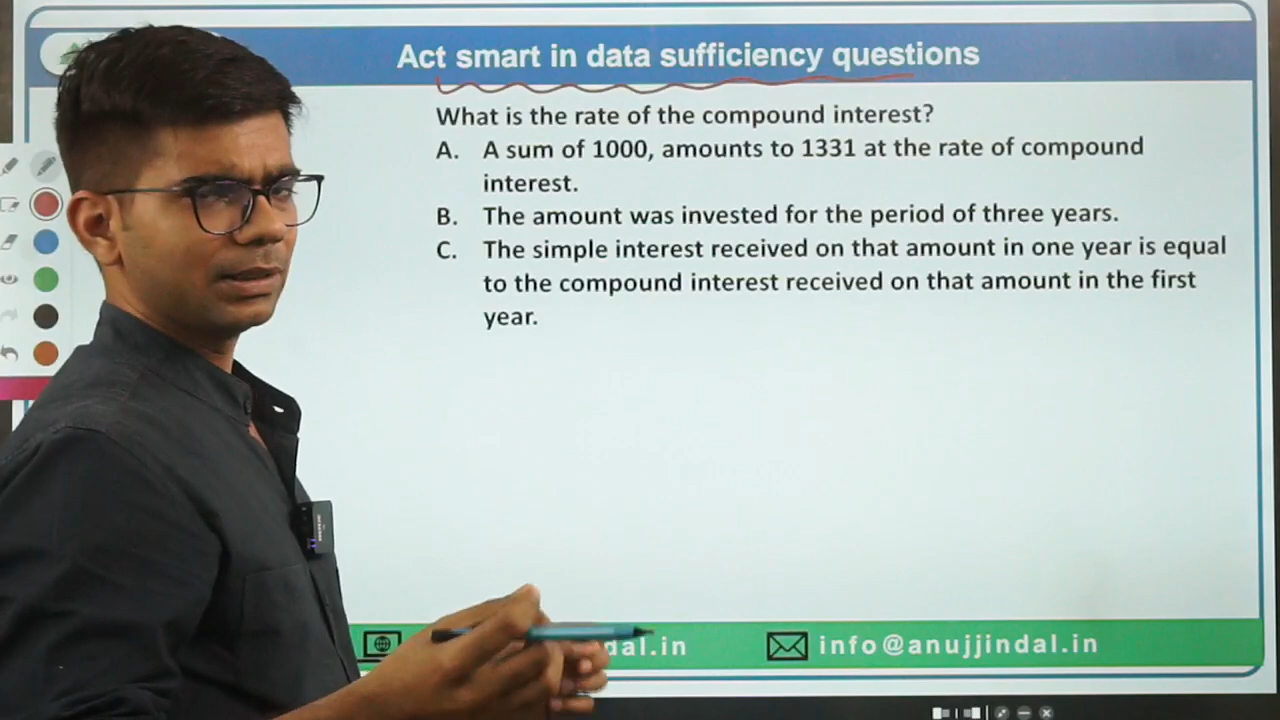 Act smart in data sufficiency questions
What is the rate of the compound interest?
A. A sum of 1000, amounts to 1331 at the rate of compound
interest.
B. The amount was invested for the period of three years.
C. The simple interest received on that amount in one year is equal
to the compound interest received on that amount in the first
year.
dal.in info@anujjindal.in